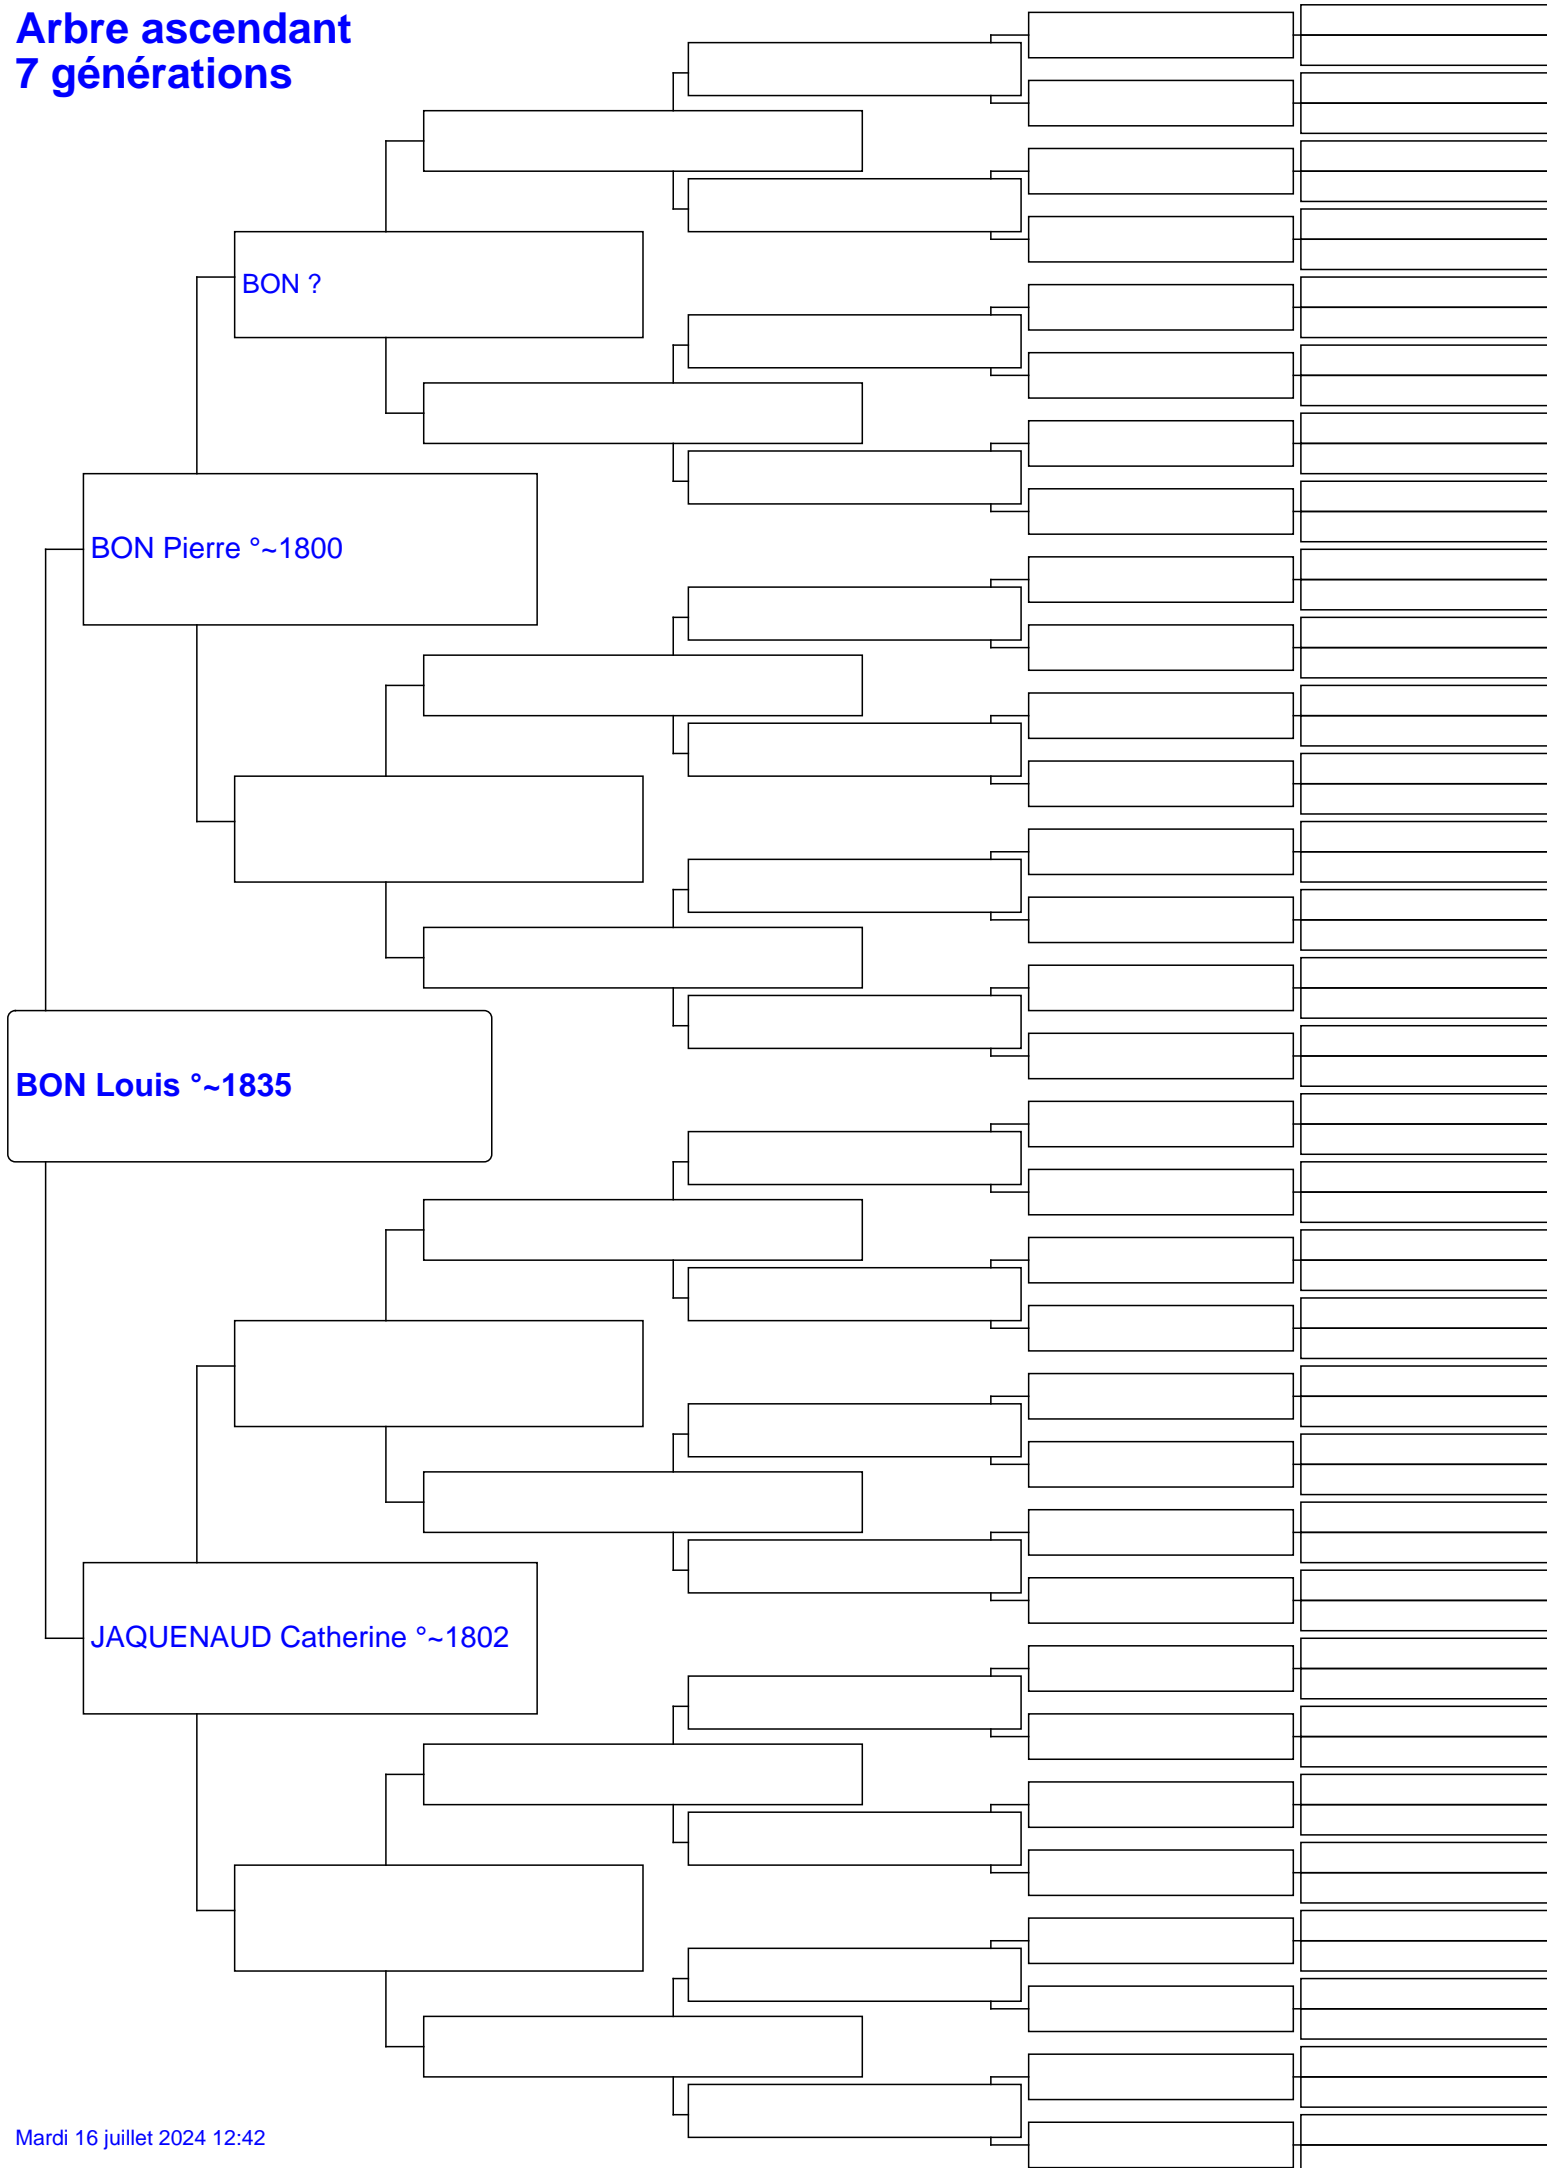 Arbre ascendant
7 générations
BON ?
BON Pierre °~1800
BON Louis °~1835
JAQUENAUD Catherine °~1802
Mardi 16 juillet 2024 12:42